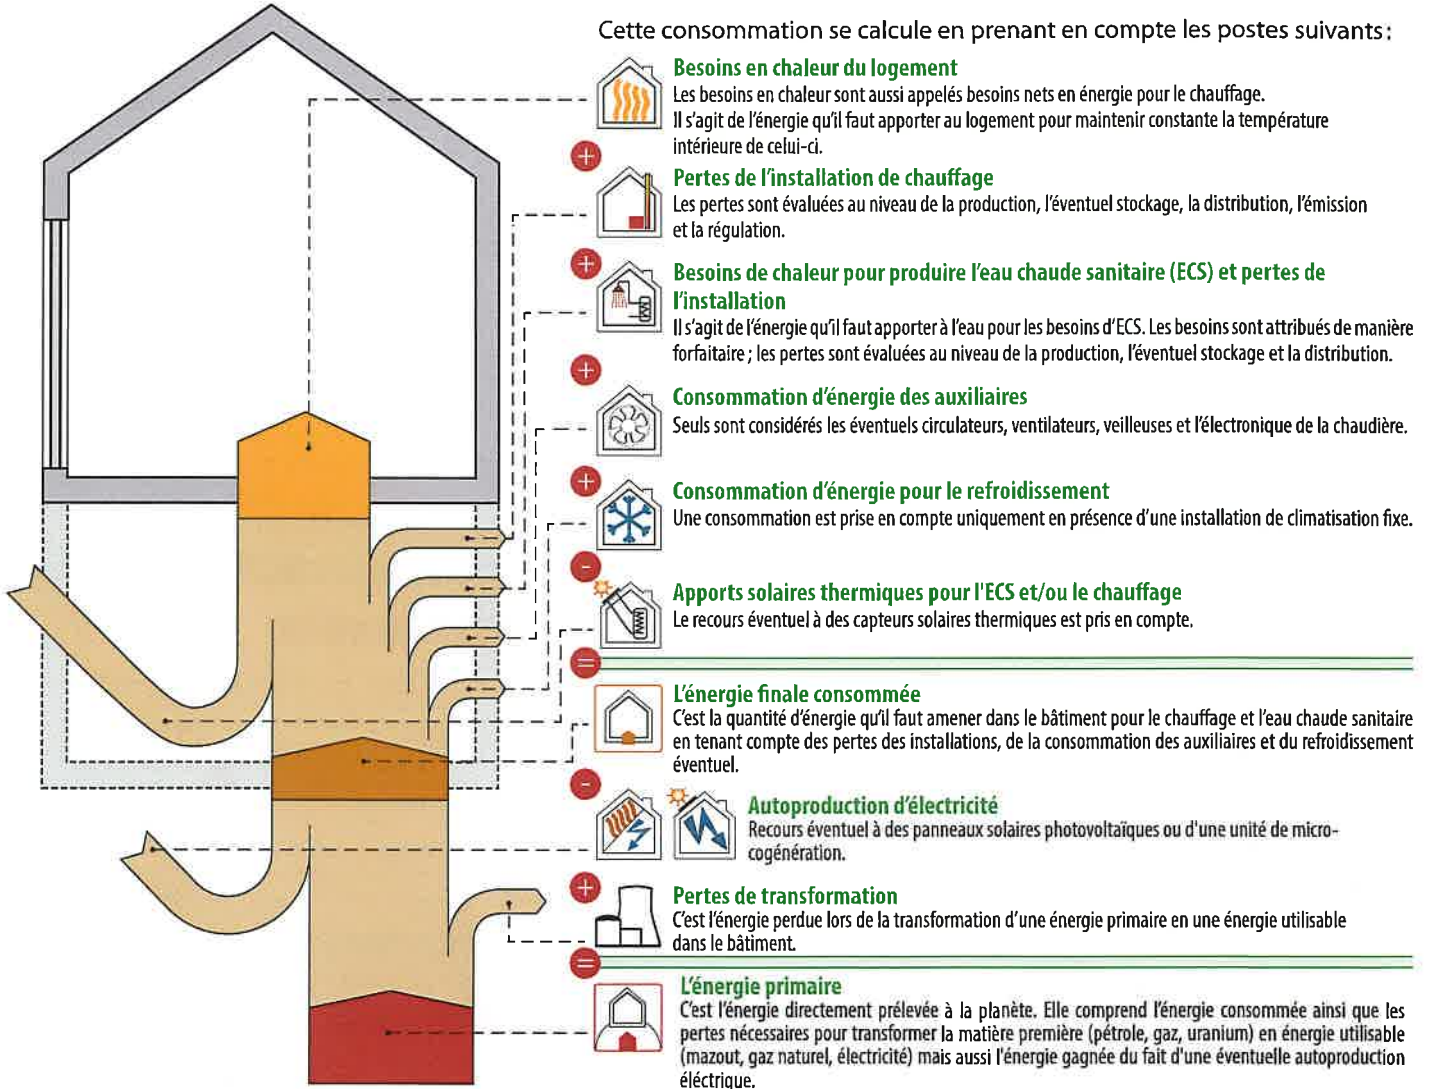 Cette consommation se calcule en prenant en compte les postes suivants :
Besoins en chaleur du logement
Les besoins en chaleur sont aussi appelés besoins nets en énergie pour le chauffage.
Il s'agit de l'énergie qu'il faut apporter au logement pour maintenir constante la température
intérieure de celui-ci.
+
Pertes de l'installation de chauffage
Les pertes sont évaluées au niveau de la production, l'éventuel stockage, la distribution, l'émission
et la régulation.
+
Besoins de chaleur pour produire l'eau chaude sanitaire (ECS) et pertes de
l'installation
Il s'agit de l'énergie qu'il faut apporter à l'eau pour les besoins d'ECS. Les besoins sont attribués de manière
forfaitaire ; les pertes sont évaluées au niveau de la production, l'éventuel stockage et la distribution.
+
Consommation d'énergie des auxiliaires
Seuls sont considérés les éventuels circulateurs, ventilateurs, veilleuses et l'électronique de la chaudière.
+
Consommation d'énergie pour le refroidissement
Une consommation est prise en compte uniquement en présence d'une installation de climatisation fixe.
-
Apports solaires thermiques pour l'ECS et/ou le chauffage
Le recours éventuel à des capteurs solaires thermiques est pris en compte.
=
L'énergie finale consommée
C'est la quantité d'énergie qu'il faut amener dans le bâtiment pour le chauffage et l'eau chaude sanitaire
en tenant compte des pertes des installations, de la consommation des auxiliaires et du refroidissement
éventuel.
-
Autoproduction d'électricité
Recours éventuel à des panneaux solaires photovoltaïques ou d'une unité de micro-
cogénération.
+
Pertes de transformation
C'est l'énergie perdue lors de la transformation d'une énergie primaire en une énergie utilisable
dans le bâtiment.
=
L'énergie primaire
C'est l'énergie directement prélevée à la planète. Elle comprend l'énergie consommée ainsi que les
pertes nécessaires pour transformer la matière première (pétrole, gaz, uranium) en énergie utilisable
(mazout, gaz naturel, électricité) mais aussi l'énergie gagnée du fait d'une éventuelle autoproduction
éléctrique.